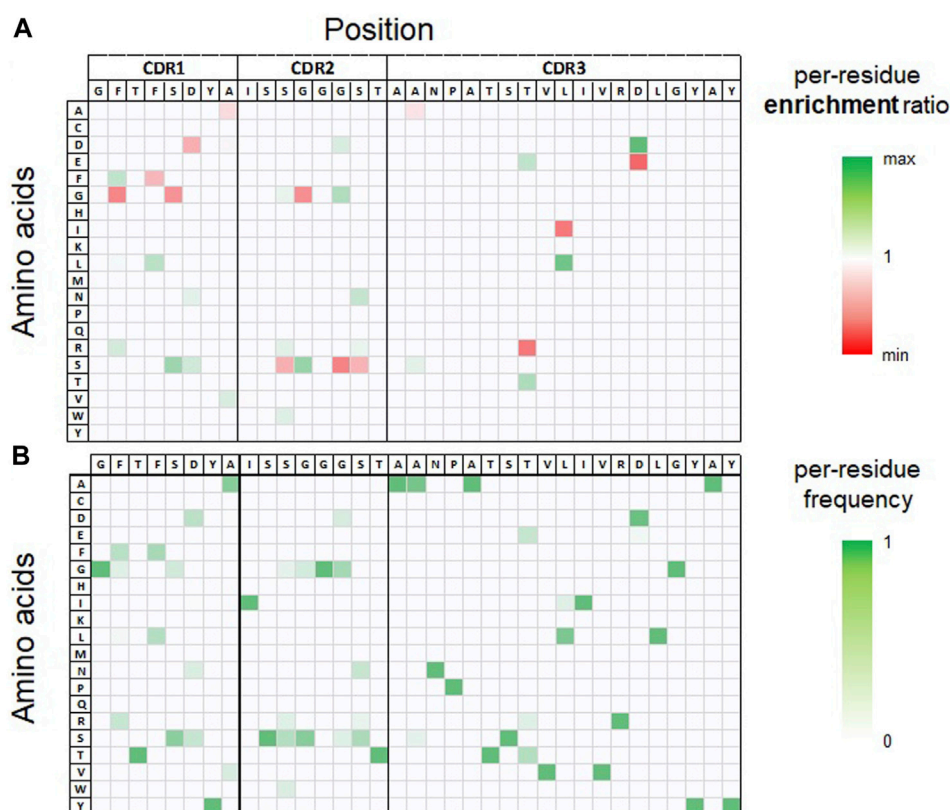 A
Position
CDR1 CDR2 CDR3
G F T F S D Y A I S S G G G S T A A N P A T S T V L I V R D L G Y A Y
Amino acids
A
C
D
E
F
G
H
I
K
L
M
N
P
Q
R
S
T
V
W
Y
per-residue
enrichment ratio
max
1
min
B
G F T F S D Y A I S S G G G S T A A N P A T S T V L I V R D L G Y A Y
Amino acids
A
C
D
E
F
G
H
I
K
L
M
N
P
Q
R
S
T
V
W
Y
per-residue
frequency
1
0